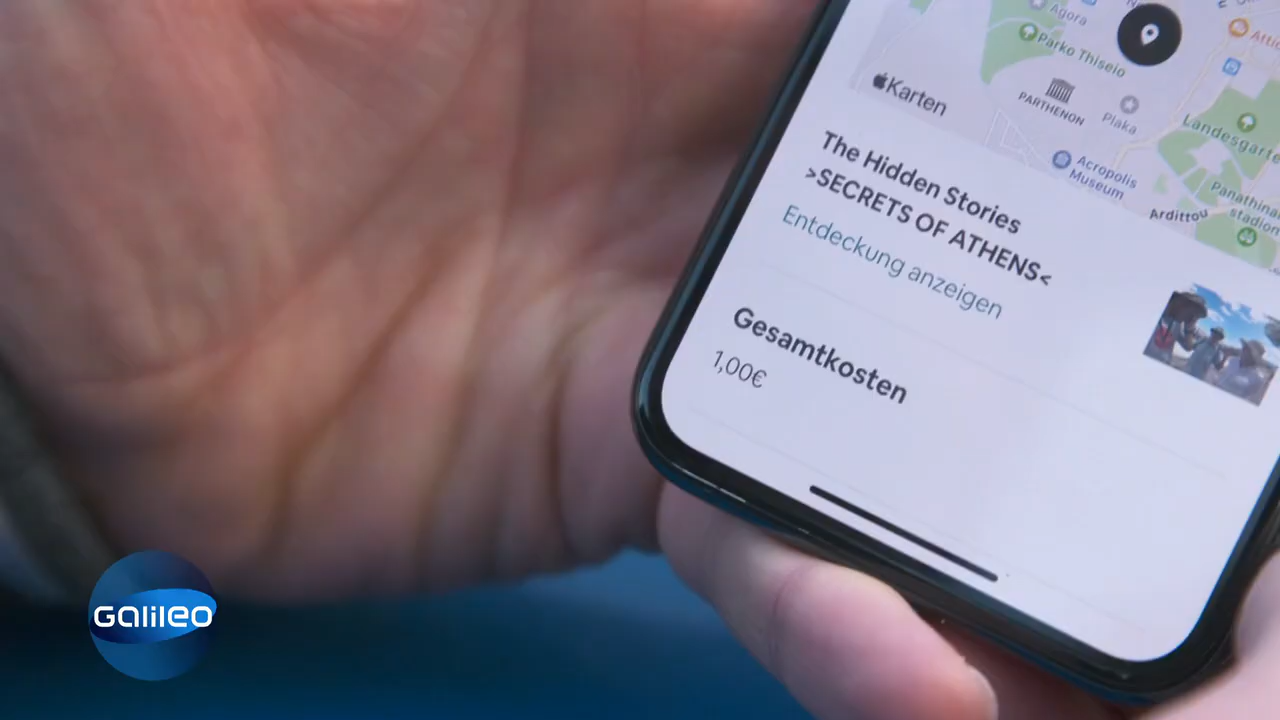 Agora
Parko Thiseio
Karten
PARTHENON
Plaka
Acropolis
Museum
Landesgarte
Ardittou
Panathina
stadion
The Hidden Stories
>SECRETS OF ATHENS<
Entdeckung anzeigen
Gesamtkosten
1,00€
Galileo